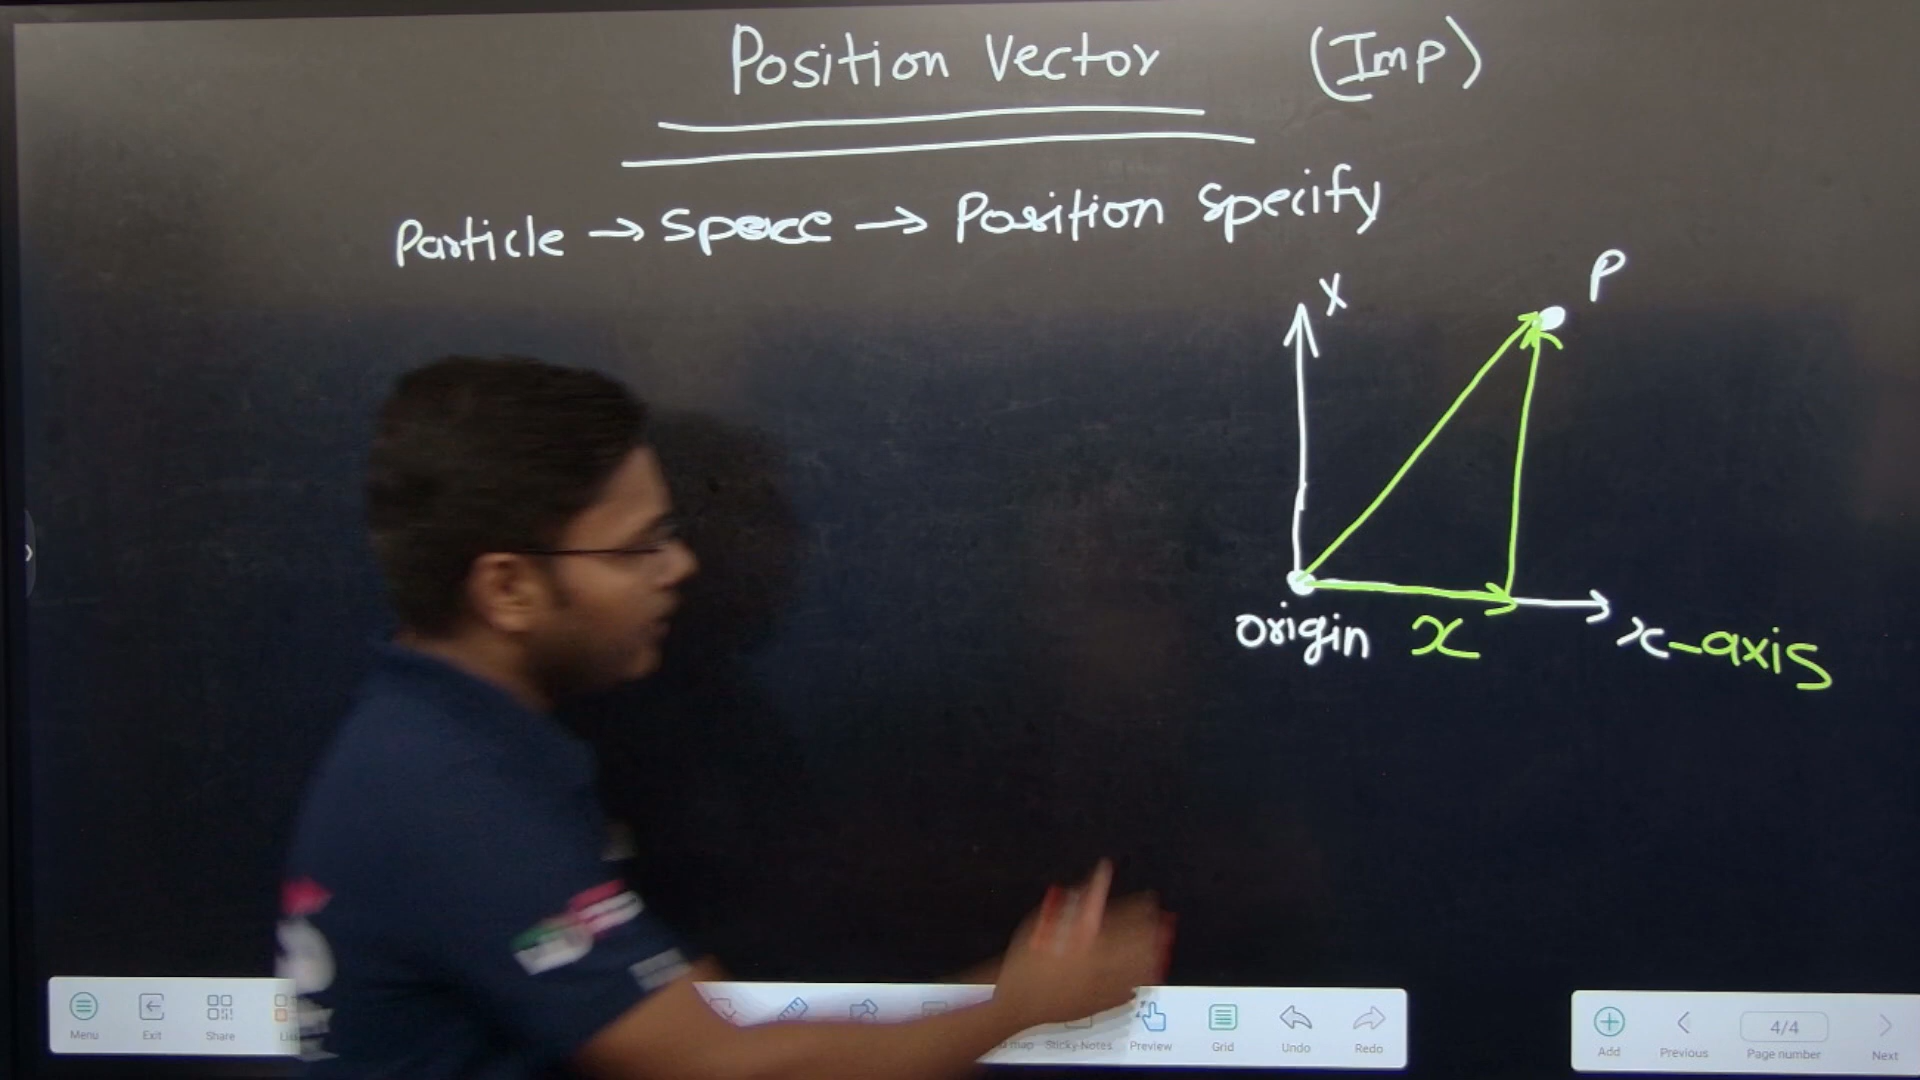 Position Vector (Imp)
Particle → Space → Position specify
X
P
origin x x-axis
Menu Exit Share Sticky Notes Preview Grid Undo Redo Add Previous 4/4 Page number Next